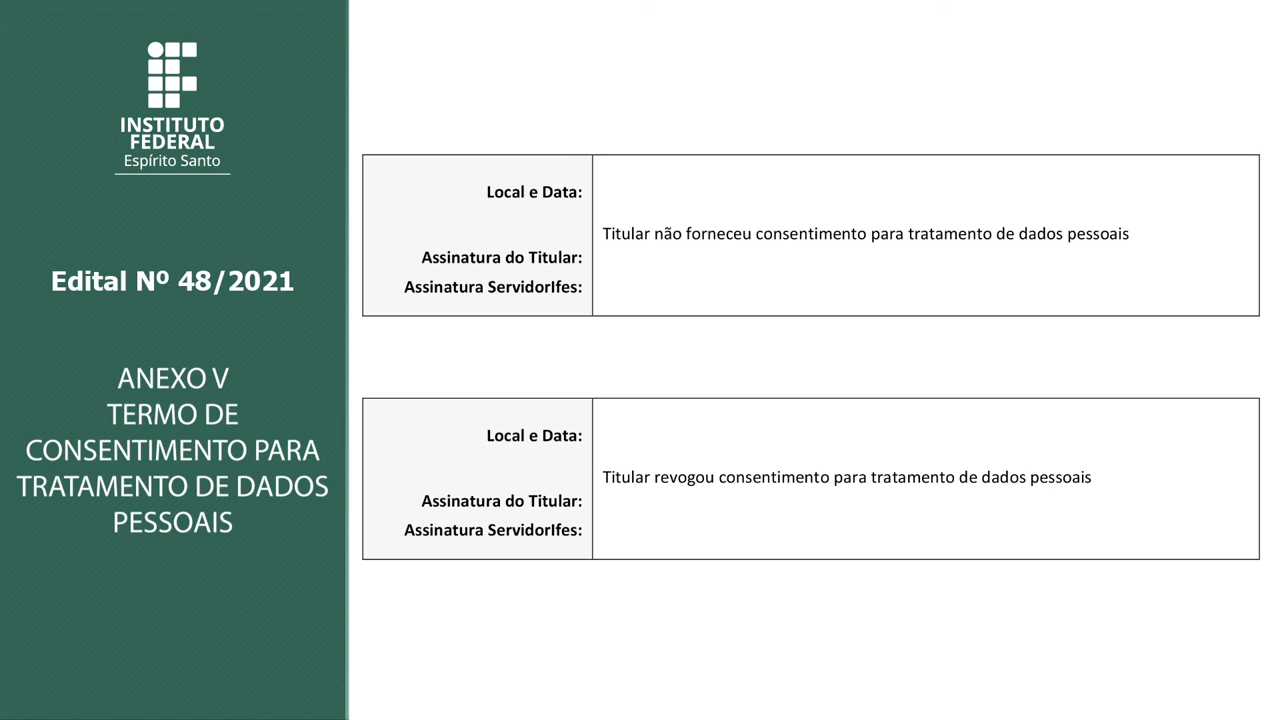 INSTITUTO
FEDERAL
Espírito Santo
Edital Nº 48/2021
ANEXO V
TERMO DE
CONSENTIMENTO PARA
TRATAMENTO DE DADOS
PESSOAIS
Local e Data:
Titular não forneceu consentimento para tratamento de dados pessoais
Assinatura do Titular:
Assinatura ServidorIfes:
Local e Data:
Titular revogou consentimento para tratamento de dados pessoais
Assinatura do Titular:
Assinatura ServidorIfes: